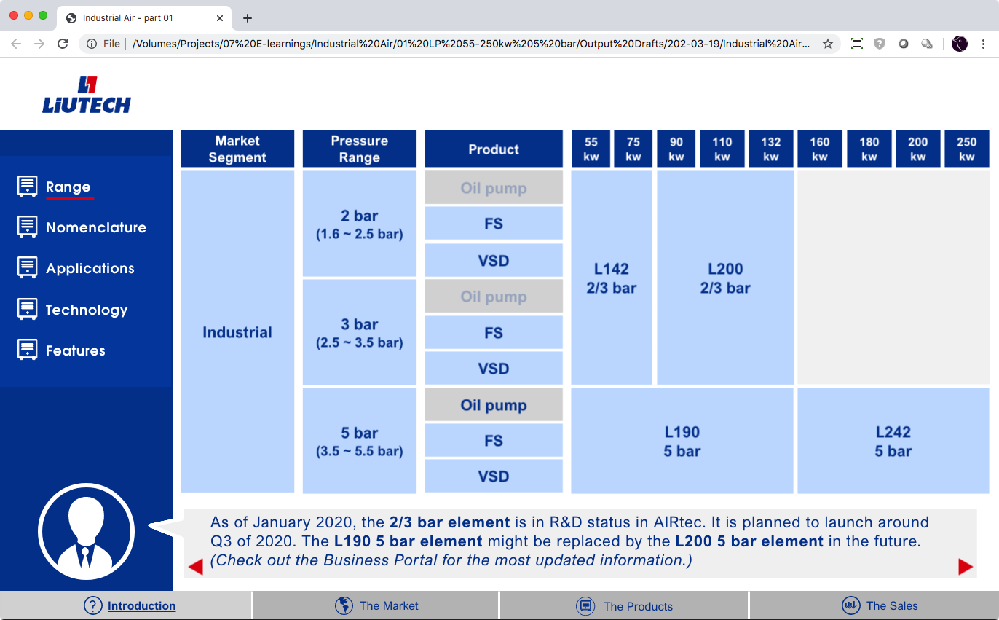 Industrial Air - part 01
File
/Volumes/Projects/07%20E-learnings/Industrial%20Air/01%20LP%2055-250kw%205%20bar/Output%20Drafts/202-03-19/Industrial%20Air...
LiUTECH
Range
Nomenclature
Applications
Technology
Features
Market
Segment
Pressure
Range
Product
55
kw
75
kw
90
kw
110
kw
132
kw
160
kw
180
kw
200
kw
250
kw
Industrial
2 bar
(1.6 ~ 2.5 bar)
Oil pump
FS
VSD
3 bar
(2.5 ~ 3.5 bar)
Oil pump
FS
VSD
L142
2/3 bar
L200
2/3 bar
5 bar
(3.5 ~ 5.5 bar)
Oil pump
FS
VSD
L190
5 bar
L242
5 bar
As of January 2020, the 2/3 bar element is in R&D status in AIRtec. It is planned to launch around
Q3 of 2020. The L190 5 bar element might be replaced by the L200 5 bar element in the future.
(Check out the Business Portal for the most updated information.)
? Introduction
The Market
The Products
The Sales